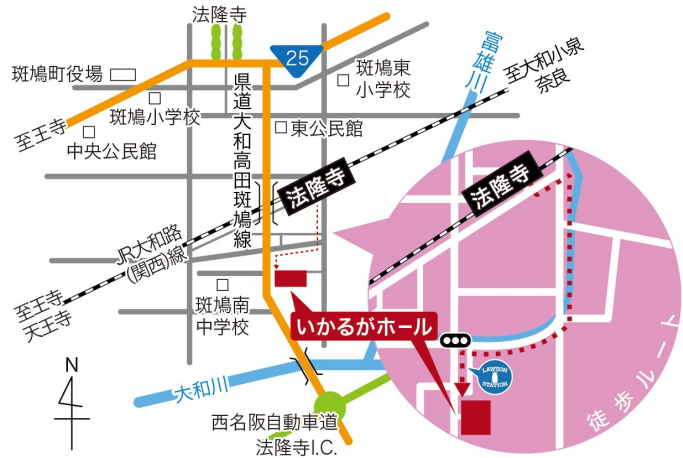 法隆寺
25
斑鳩町役場
斑鳩小学校
至王寺
中央公民館
県道大和高田斑鳩線
斑鳩東
小学校
東公民館
富雄川
至大和小泉
奈良
法隆寺
法隆寺
JR大和路
(関西)線
至王寺
天王寺
斑鳩南
中学校
いかるがホール
LAWSON
STATION
徒歩ルート
N
大和川
西名阪自動車道
法隆寺I.C.